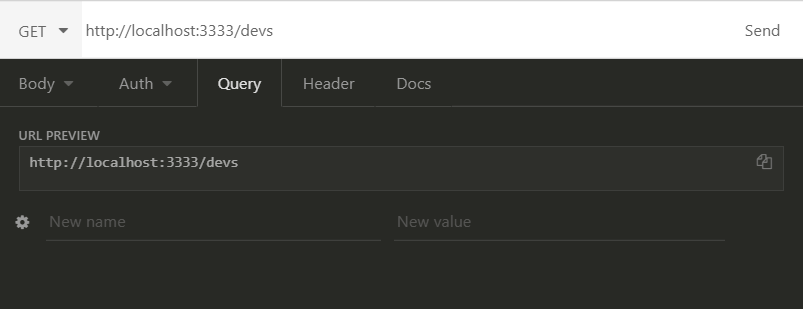 GET http://localhost:3333/devs Send
Body Auth Query Header Docs
URL PREVIEW
http://localhost:3333/devs
New name New value